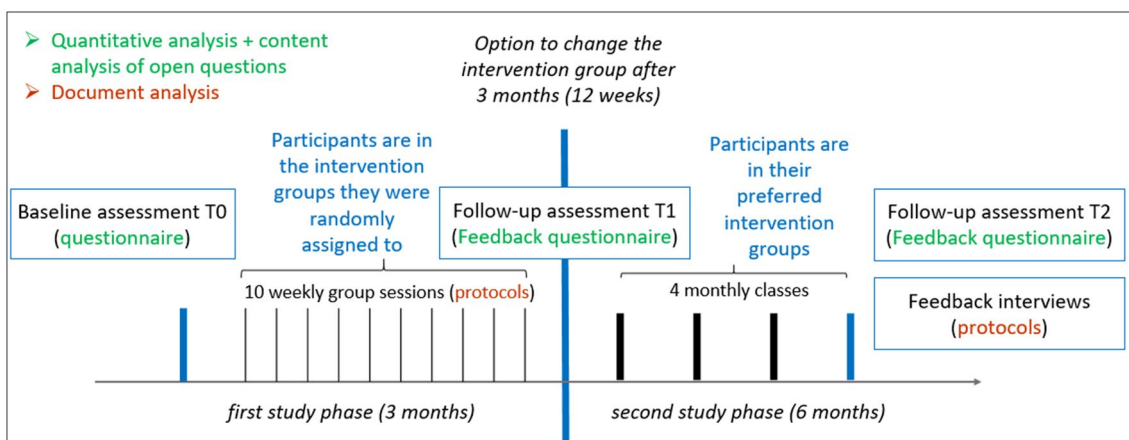 ➢ Quantitative analysis + content
analysis of open questions
➢ Document analysis
Option to change the
intervention group after
3 months (12 weeks)
Participants are in
the intervention
groups they were
randomly
assigned to
Participants are
in their
preferred
intervention
groups
Baseline assessment T0
(questionnaire)
Follow-up assessment T1
(Feedback questionnaire)
Follow-up assessment T2
(Feedback questionnaire)
10 weekly group sessions (protocols)
4 monthly classes
Feedback interviews
(protocols)
first study phase (3 months)
second study phase (6 months)